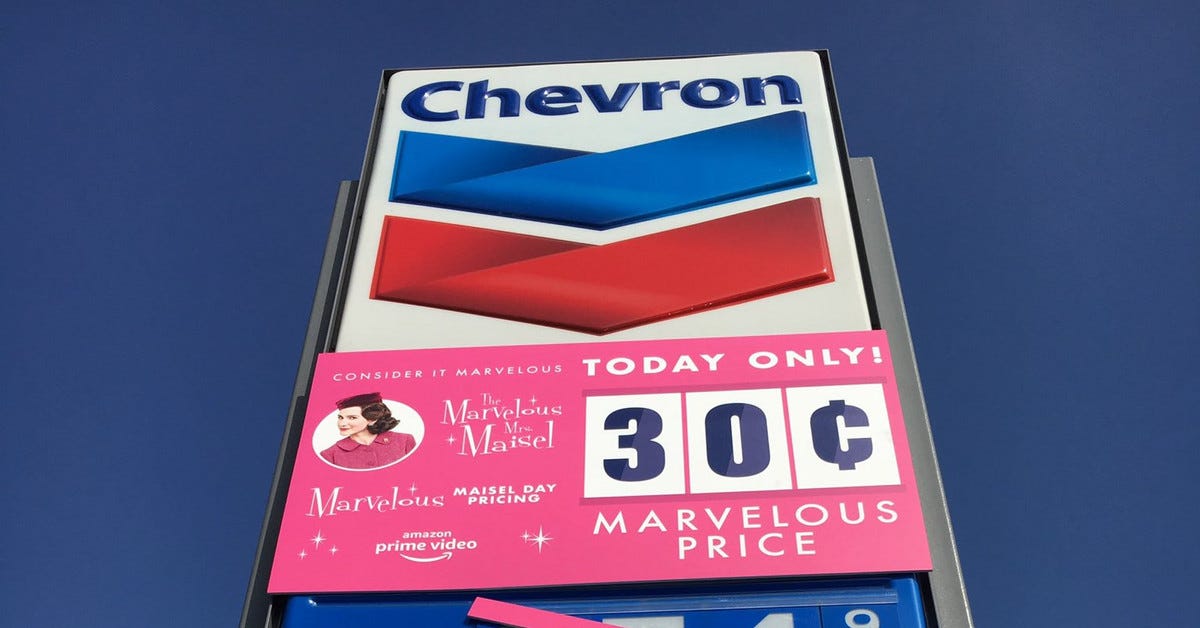 Chevron
CONSIDER IT MARVELOUS
TODAY ONLY!
The
Marvelous
Mrs.
Maisel
30¢
Marvelous
MAISEL DAY
PRICING
MARVELOUS
PRICE
amazon
prime video
9